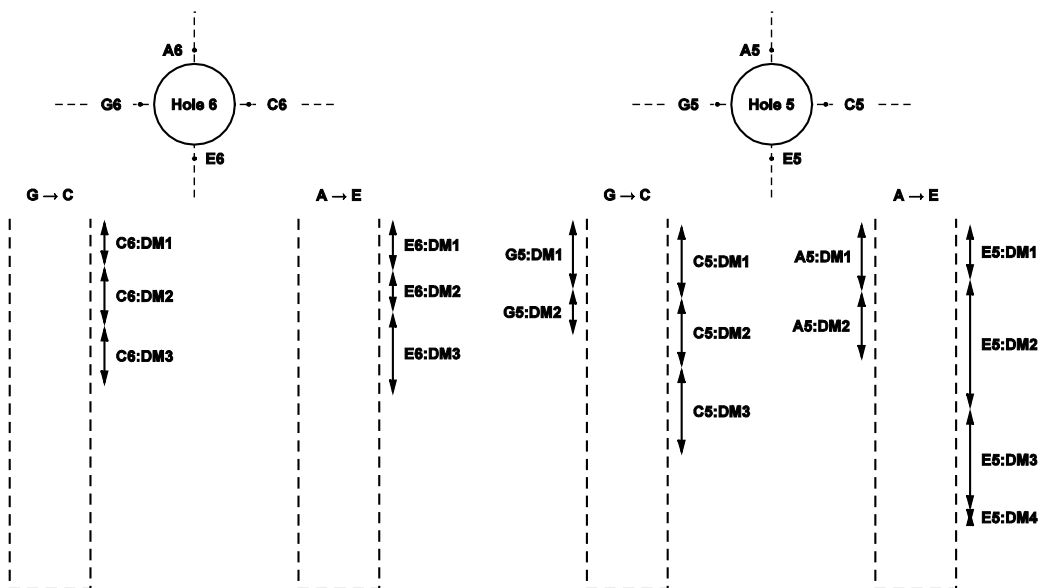 A6
G6 Hole 6 C6
E6
A5
G5 Hole 5 C5
E5
G → C
A → E
G → C
A → E
C6:DM1
C6:DM2
C6:DM3
E6:DM1
E6:DM2
E6:DM3
G5:DM1
G5:DM2
C5:DM1
C5:DM2
C5:DM3
A5:DM1
A5:DM2
E5:DM1
E5:DM2
E5:DM3
E5:DM4